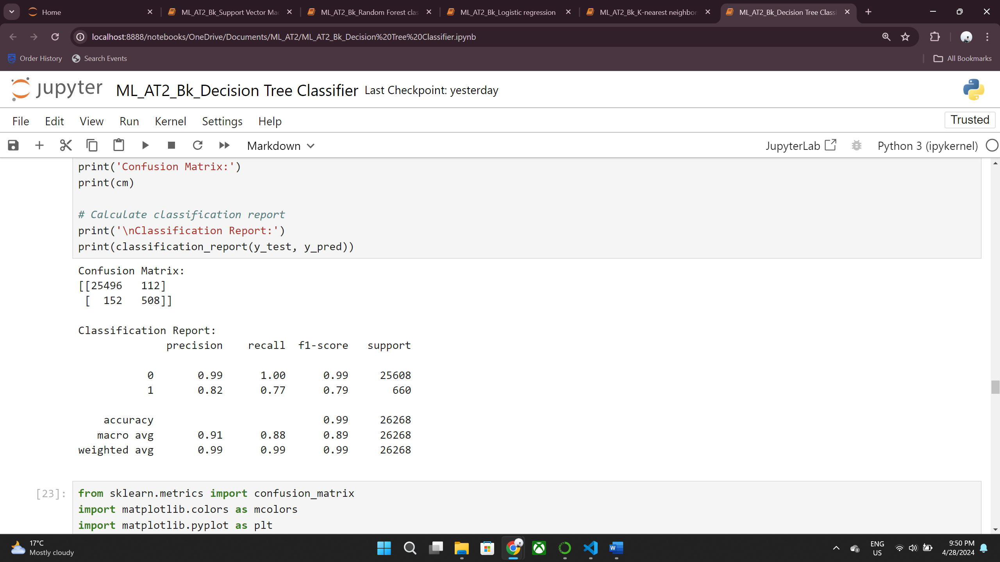 Home
ML_AT2_Bk_Support Vector Mac
ML_AT2_Bk_Random Forest clas
ML_AT2_Bk_Logistic regression
ML_AT2_Bk_K-nearest neighbor
ML_AT2_Bk_Decision Tree Classi
localhost:8888/notebooks/OneDrive/Documents/ML_AT2/ML_AT2_Bk_Decision%20Tree%20Classifier.ipynb
Order History
Search Events
All Bookmarks
jupyter
ML_AT2_Bk_Decision Tree Classifier
Last Checkpoint: yesterday
File Edit View Run Kernel Settings Help
Trusted
Markdown
JupyterLab
Python 3 (ipykernel)
print('Confusion Matrix:')
print(cm)
# Calculate classification report
print('\nClassification Report:')
print(classification_report(y_test, y_pred))
Confusion Matrix:
[[25496   112]
 [  152   508]]
Classification Report:
              precision    recall  f1-score   support
           0       0.99      1.00      0.99     25608
           1       0.82      0.77      0.79       660
    accuracy                           0.99     26268
   macro avg       0.91      0.88      0.89     26268
weighted avg       0.99      0.99      0.99     26268
[23]:
from sklearn.metrics import confusion_matrix
import matplotlib.colors as mcolors
import matplotlib.pyplot as plt
17°C
Mostly cloudy
W
ENG
US
9:50 PM
4/28/2024